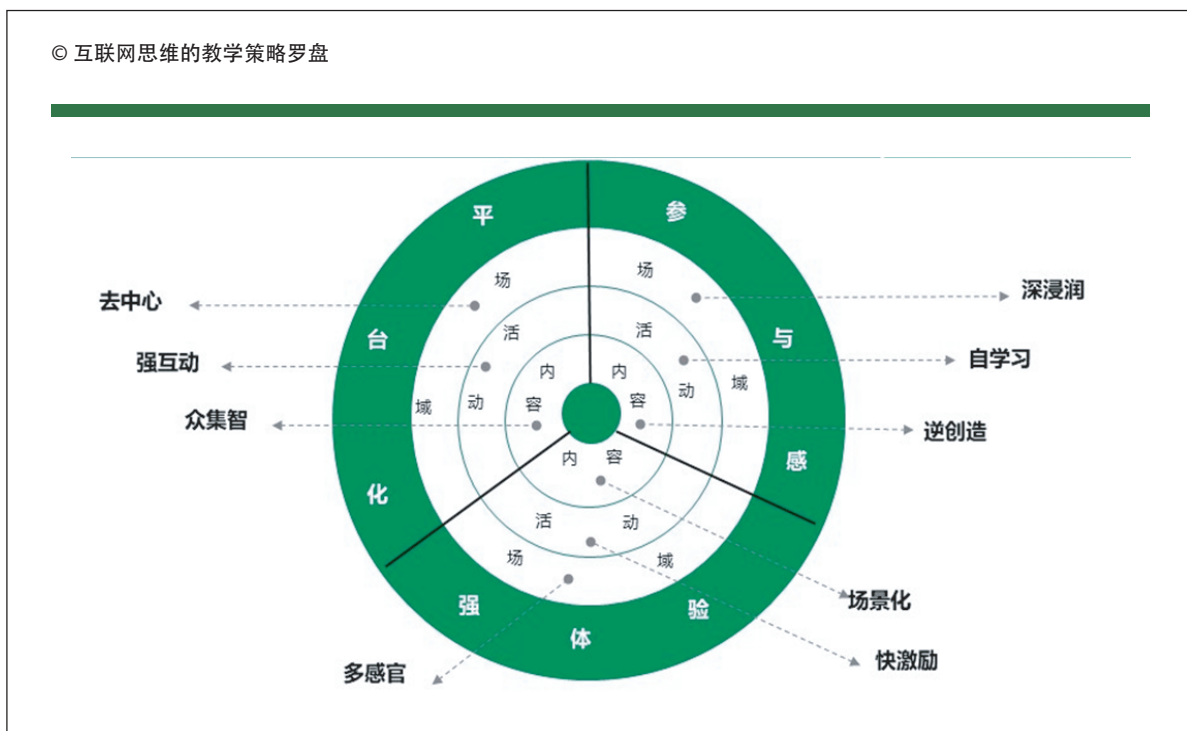 © 互联网思维的教学策略罗盘
平台化
参与感
强体验
场域
活动
内容
场域
活动
内容
场域
活动
内容
去中心
强互动
众集智
多感官
深浸润
自学习
逆创造
场景化
快激励